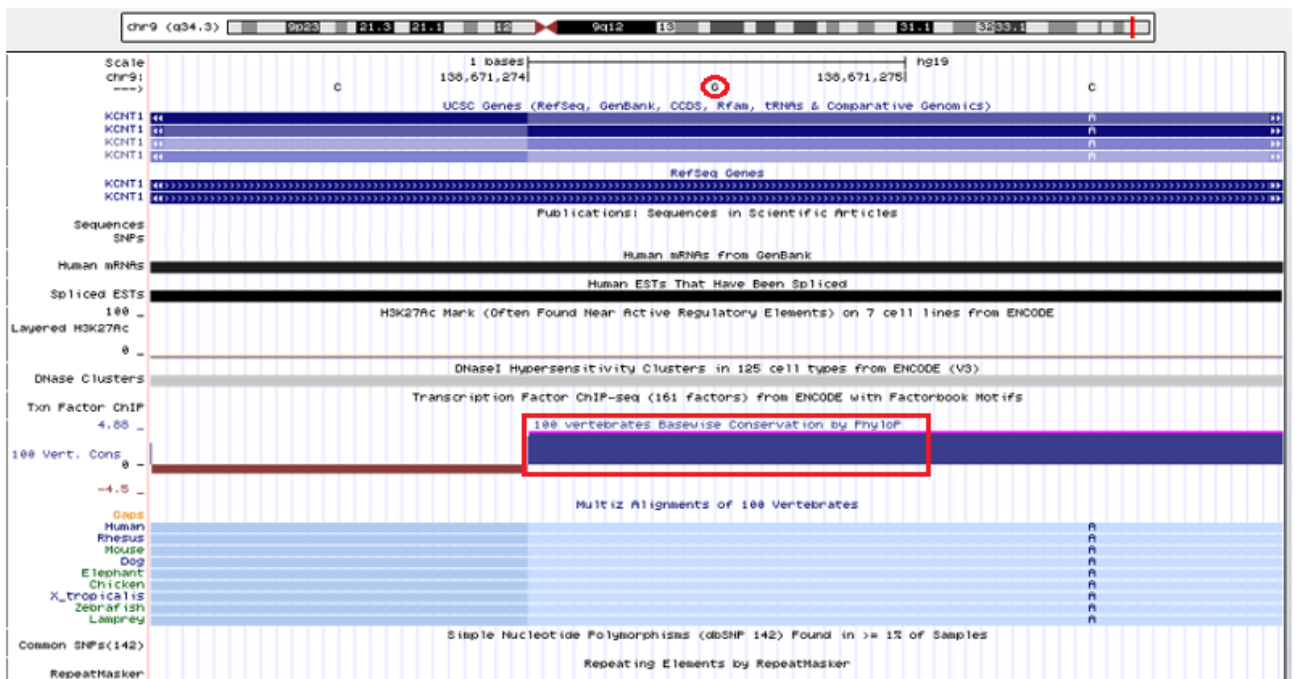 chr9 (q34.3) 9p23 21.3 21.1 12 9q12 13 31.1 3233.1
Scale 1 bases hg19
chr9: 138,671,274 138,671,275
---> C G C
UCSC Genes (RefSeq, GenBank, CCDS, Rfam, tRNAs & Comparative Genomics)
KCNT1 A
KCNT1 A
KCNT1 A
KCNT1 A
RefSeq Genes
KCNT1
KCNT1
Publications: Sequences in Scientific Articles
Sequences
SNPs
Human mRNAs from GenBank
Human mRNAs
Human ESTs That Have Been Spliced
Spliced ESTs
100 _
H3K27Ac Mark (Often Found Near Active Regulatory Elements) on 7 cell lines from ENCODE
Layered H3K27Ac
0 _
DNaseI Hypersensitivity Clusters in 125 cell types from ENCODE (V3)
DNase Clusters
Transcription Factor ChIP-seq (161 factors) from ENCODE with Factorbook Motifs
Txn Factor ChIP
4.88 _ 100 vertebrates Basewise Conservation by PhyloP
100 Vert. Cons
0 -
-4.5 _
Multiz Alignments of 100 Vertebrates
Gaps
Human A
Rhesus A
Mouse A
Dog A
Elephant A
Chicken A
X_tropicalis A
Zebrafish A
Lamprey A
Simple Nucleotide Polymorphisms (dbSNP 142) Found in >= 1% of Samples
Common SNPs(142)
Repeating Elements by RepeatMasker
RepeatMasker